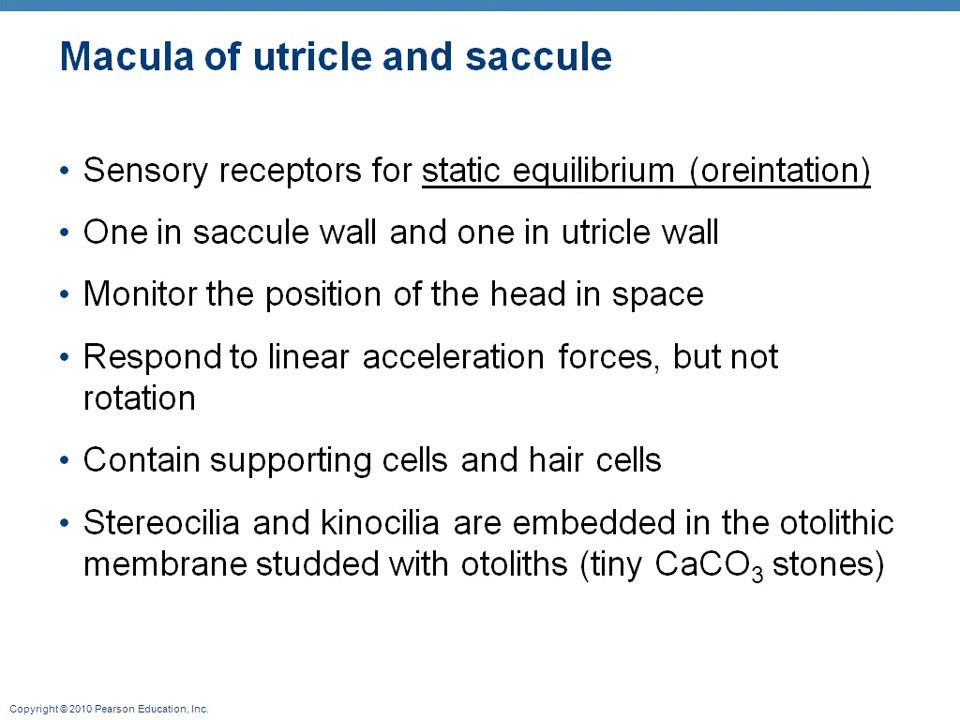 Macula of utricle and saccule
• Sensory receptors for static equilibrium (oreintation)
• One in saccule wall and one in utricle wall
• Monitor the position of the head in space
• Respond to linear acceleration forces, but not
rotation
• Contain supporting cells and hair cells
• Stereocilia and kinocilia are embedded in the otolithic
membrane studded with otoliths (tiny CaCO₃ stones)
Copyright © 2010 Pearson Education, Inc.